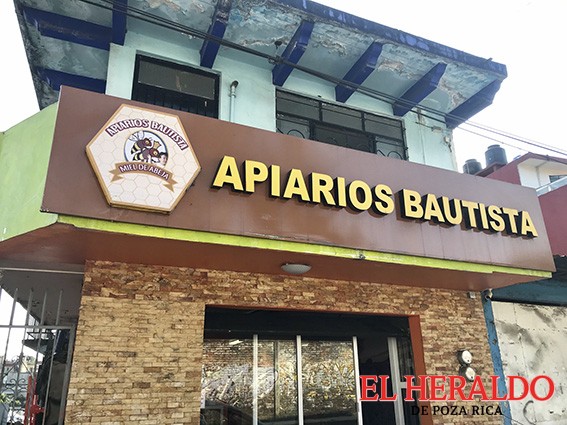 APIARIOS BAUTISTA
MIEL DE ABEJA
APIARIOS BAUTISTA
EL HERALDO
DE POZA RICA